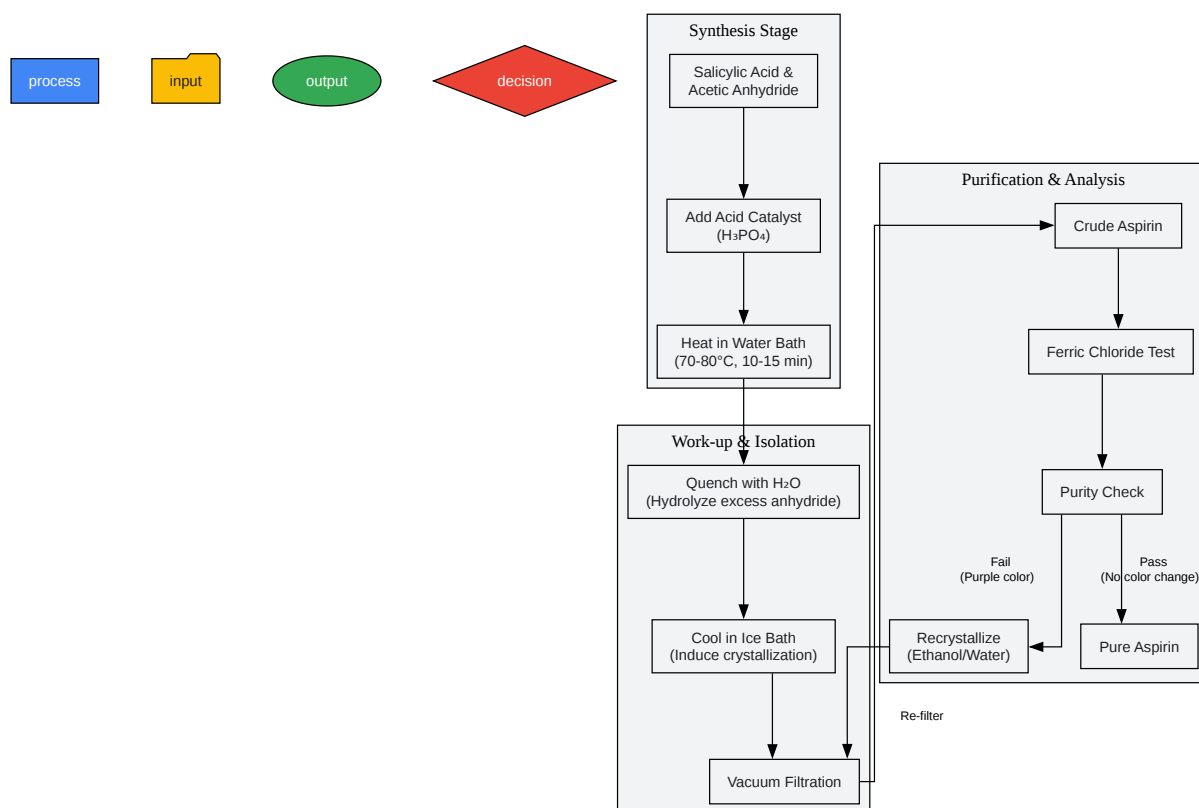 process
input
output
decision
Synthesis Stage
Salicylic Acid &
Acetic Anhydride
Add Acid Catalyst
(H₃PO₄)
Heat in Water Bath
(70-80°C, 10-15 min)
Work-up & Isolation
Quench with H₂O
(Hydrolyze excess anhydride)
Cool in Ice Bath
(Induce crystallization)
Vacuum Filtration
Purification & Analysis
Crude Aspirin
Ferric Chloride Test
Purity Check
Fail
(Purple color)
Pass
(No color change)
Recrystallize
(Ethanol/Water)
Pure Aspirin
Re-filter